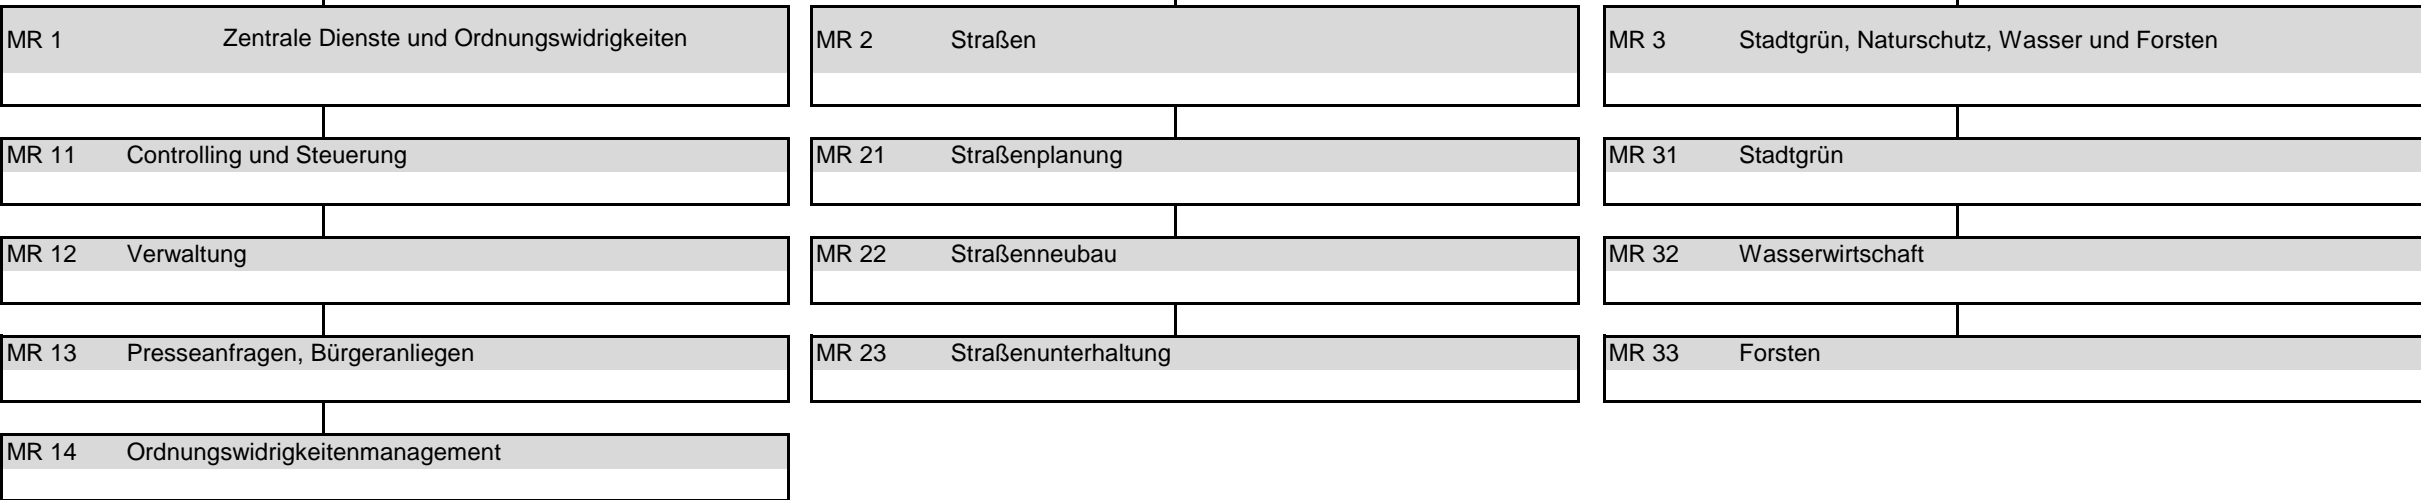 MR 1 Zentrale Dienste und Ordnungswidrigkeiten
MR 11 Controlling und Steuerung
MR 12 Verwaltung
MR 13 Presseanfragen, Bürgeranliegen
MR 14 Ordnungswidrigkeitenmanagement
MR 2 Straßen
MR 21 Straßenplanung
MR 22 Straßenneubau
MR 23 Straßenunterhaltung
MR 3 Stadtgrün, Naturschutz, Wasser und Forsten
MR 31 Stadtgrün
MR 32 Wasserwirtschaft
MR 33 Forsten